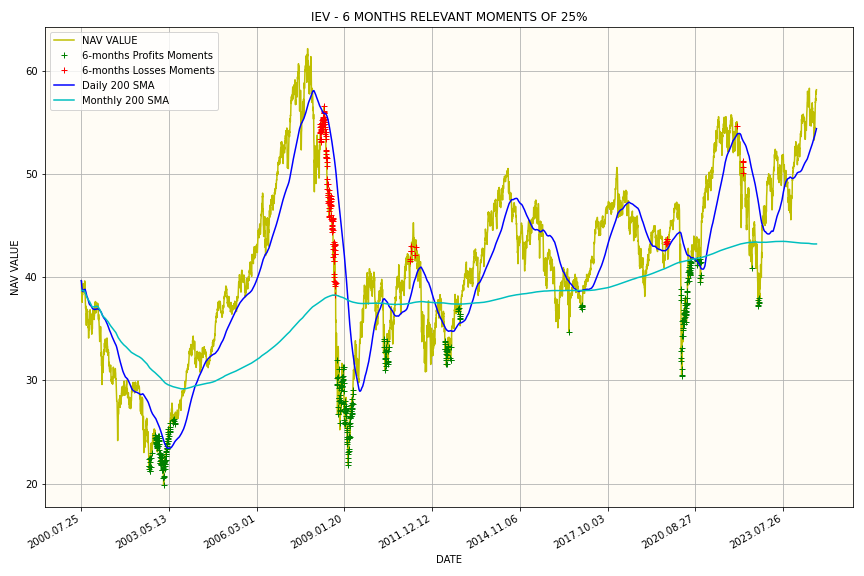 IEV - 6 MONTHS RELEVANT MOMENTS OF 25%
NAV VALUE
6-months Profits Moments
6-months Losses Moments
Daily 200 SMA
Monthly 200 SMA
NAV VALUE
60
50
40
30
20
2000.07.25
2003.05.13
2006.03.01
2009.01.20
2011.12.12
2014.11.06
2017.10.03
2020.08.27
2023.07.26
DATE